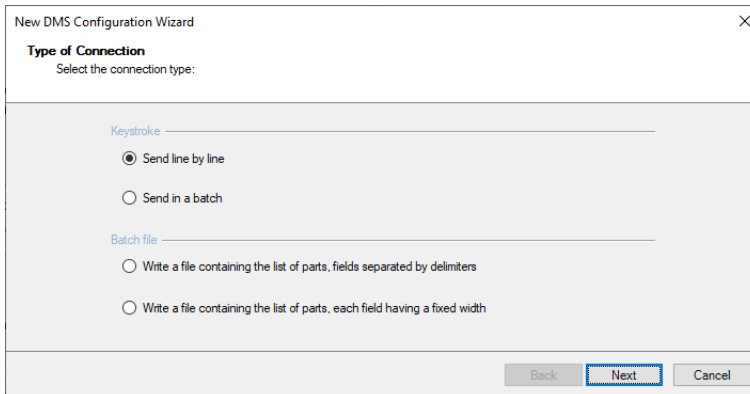 New DMS Configuration Wizard
Type of Connection
Select the connection type:
Keystroke
Send line by line
Send in a batch
Batch file
Write a file containing the list of parts, fields separated by delimiters
Write a file containing the list of parts, each field having a fixed width
Back Next Cancel